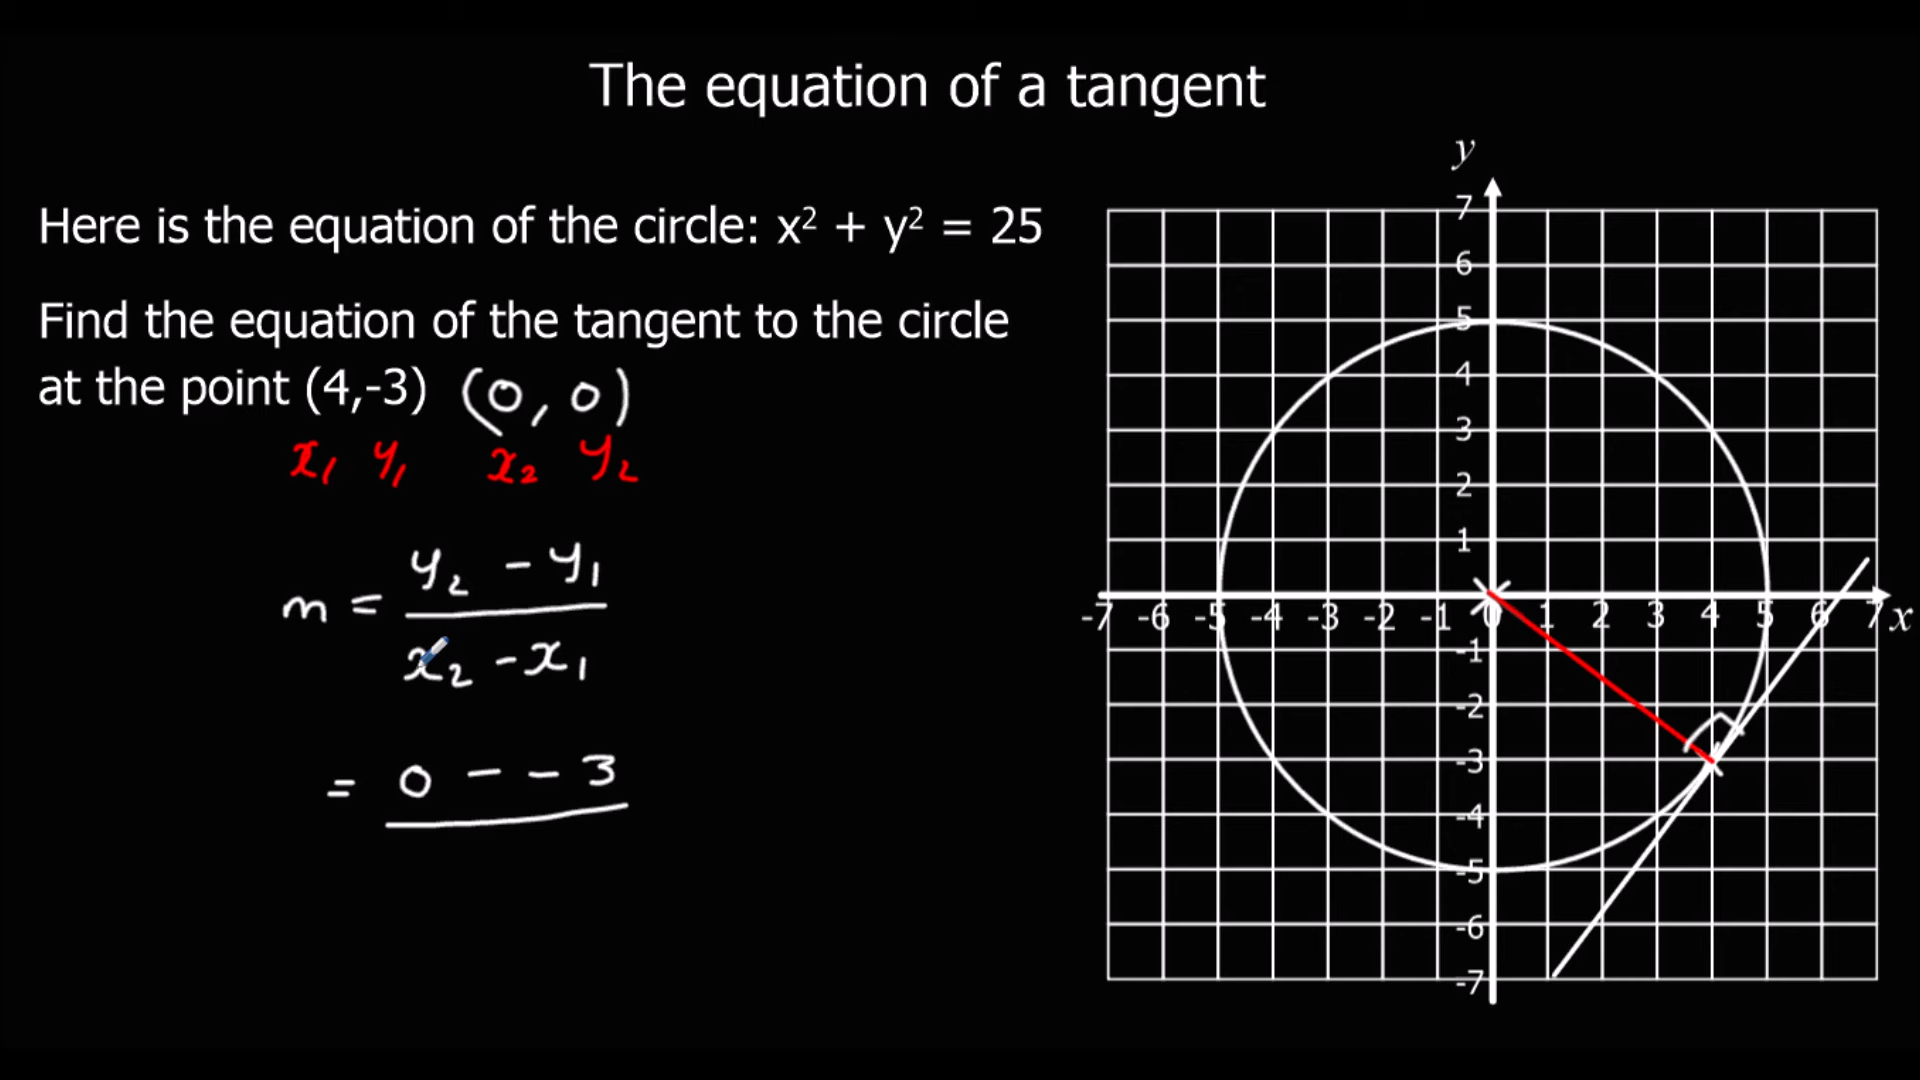 The equation of a tangent
Here is the equation of the circle: x² + y² = 25
Find the equation of the tangent to the circle
at the point (4,-3) (0, 0)
x₁ y₁ x₂ y₂
m = y₂ - y₁
x₂ - x₁
= 0 - - 3
y
7
6
5
4
3
2
1
-7 -6 -5 -4 -3 -2 -1 0 1 2 3 4 5 6 7 x
-1
-2
-3
-4
-5
-6
-7